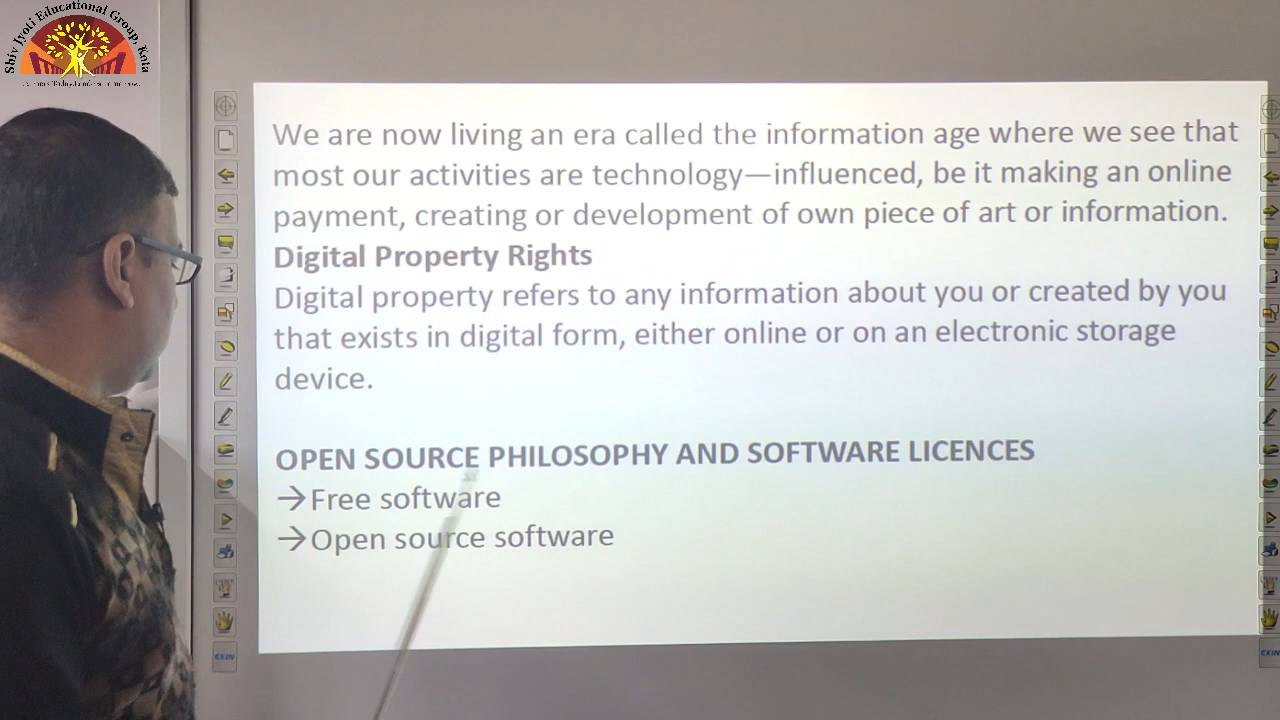 Shiv Jyoti Educational Group, Kota
We are now living an era called the information age where we see that
most our activities are technology—influenced, be it making an online
payment, creating or development of own piece of art or information.
Digital Property Rights
Digital property refers to any information about you or created by you
that exists in digital form, either online or on an electronic storage
device.
OPEN SOURCE PHILOSOPHY AND SOFTWARE LICENCES
→Free software
→Open source software
EXIN
EXIN